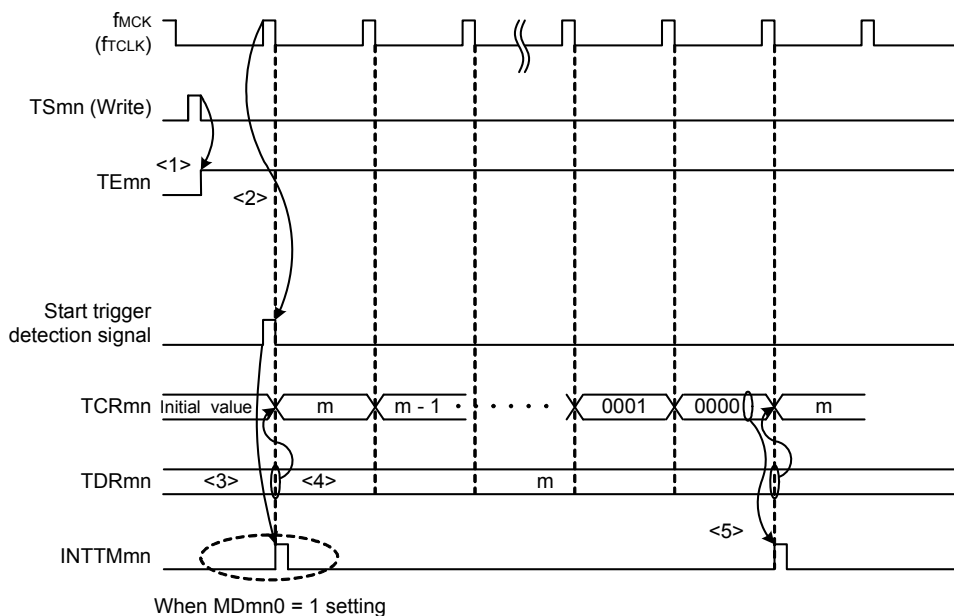 fMCK
(fTCLK)
TSmn (Write)
<1>
TEmn
<2>
Start trigger
detection signal
TCRmn Initial value m m - 1 · · · · · · 0001 0000 m
TDRmn <3> <4> m
<5>
INTTMmn
When MDmn0 = 1 setting